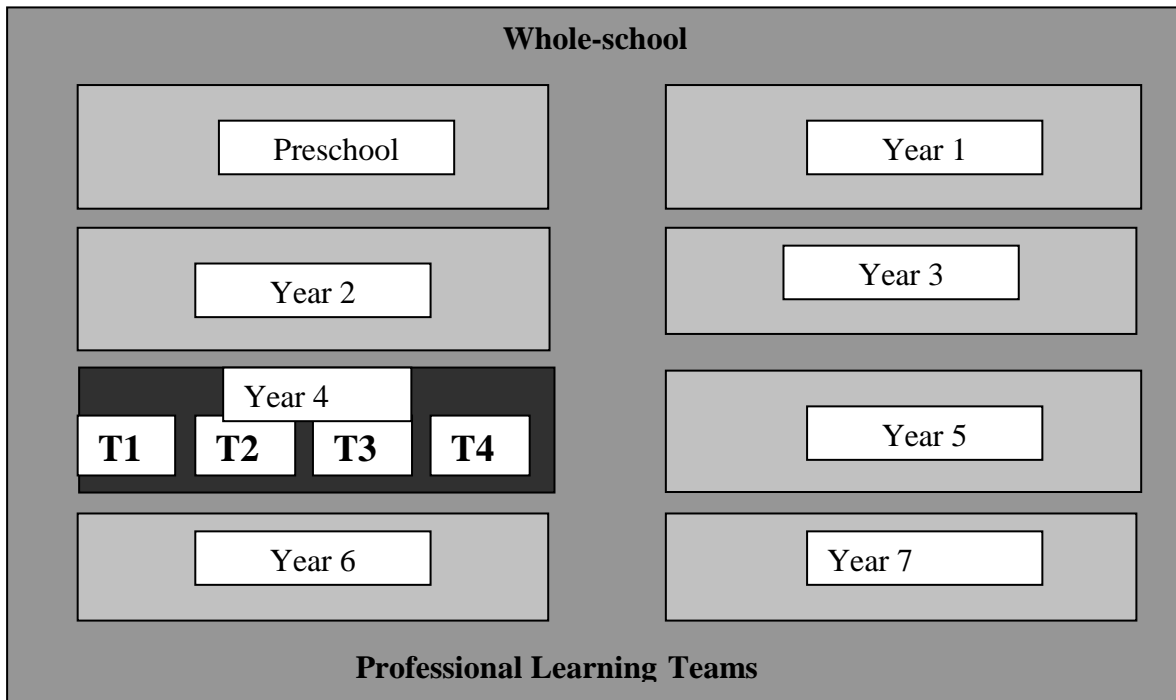 Whole-school
Preschool
Year 1
Year 2
Year 3
Year 4
T1 T2 T3 T4
Year 5
Year 6
Year 7
Professional Learning Teams